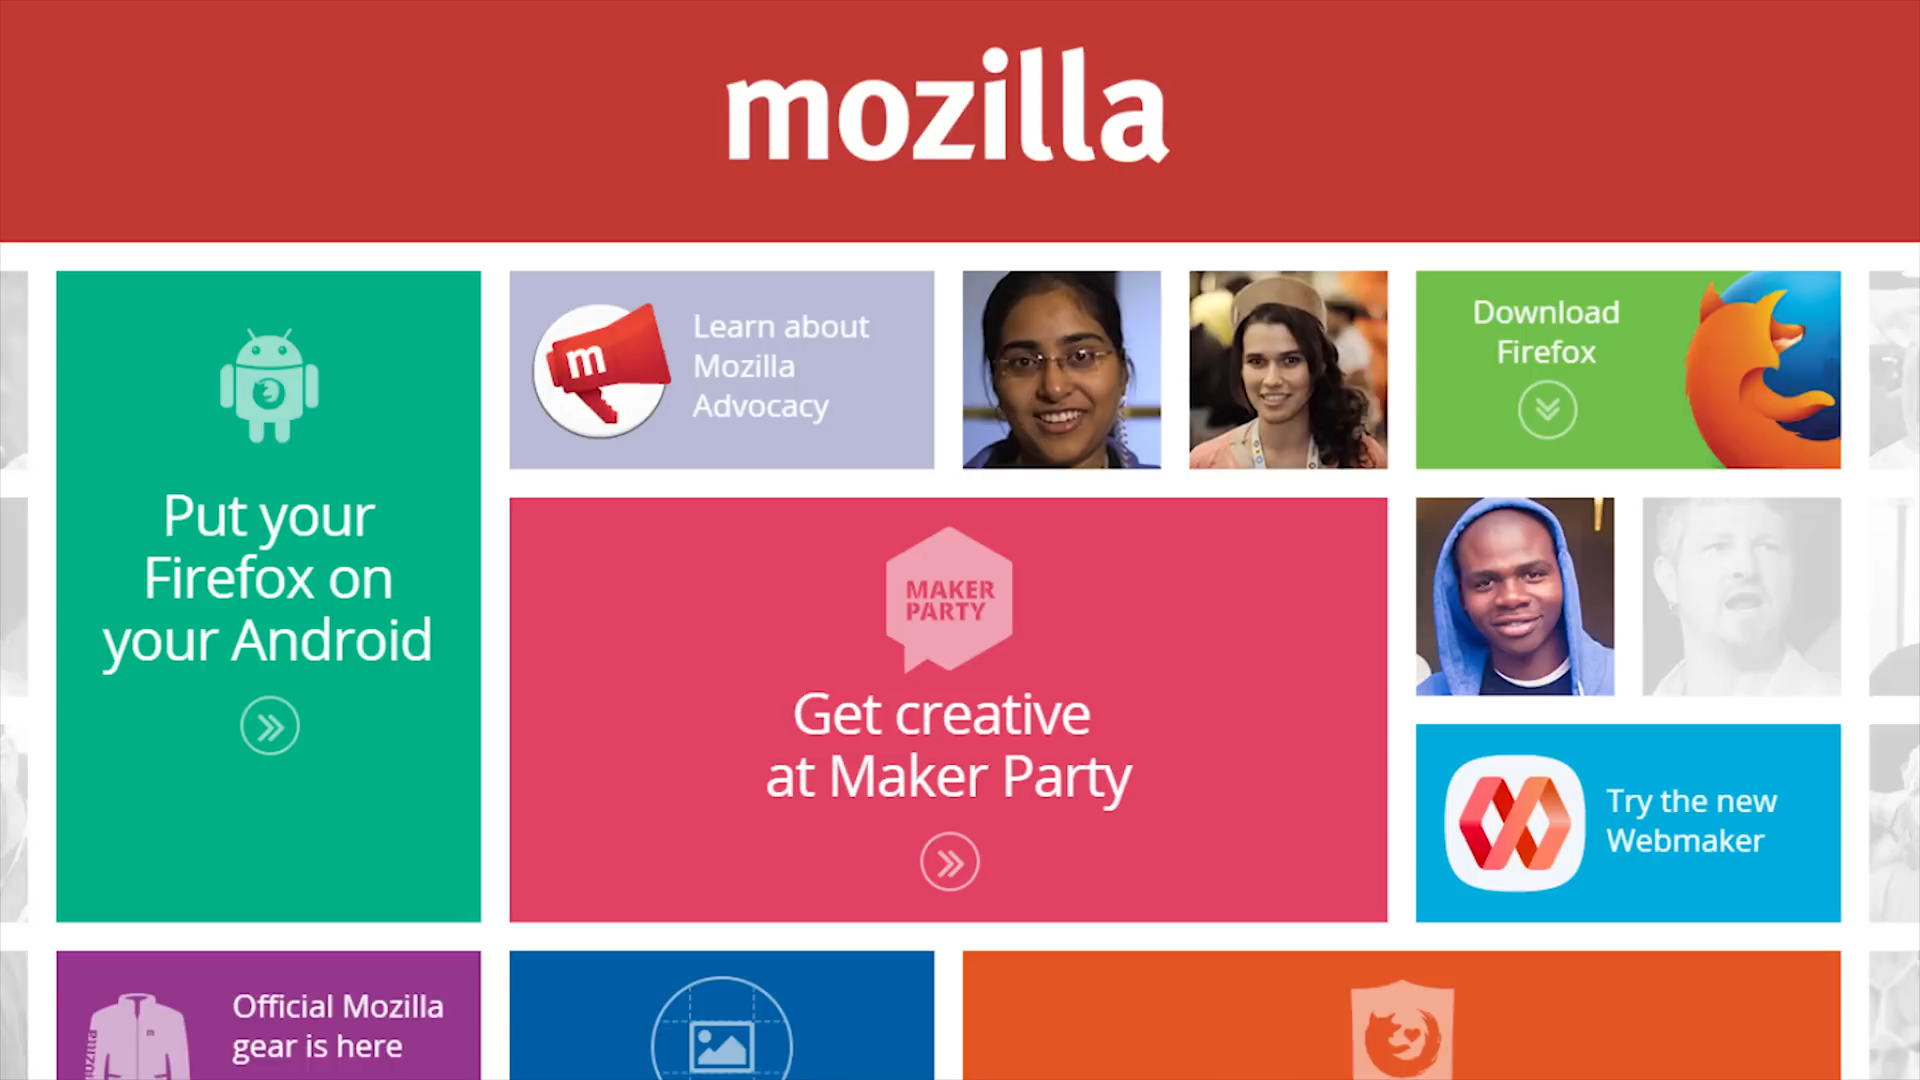 mozilla
Put your
Firefox on
your Android
m
Learn about
Mozilla
Advocacy
Download
Firefox
MAKER
PARTY
Get creative
at Maker Party
Try the new
Webmaker
Official Mozilla
gear is here
m
mozilla